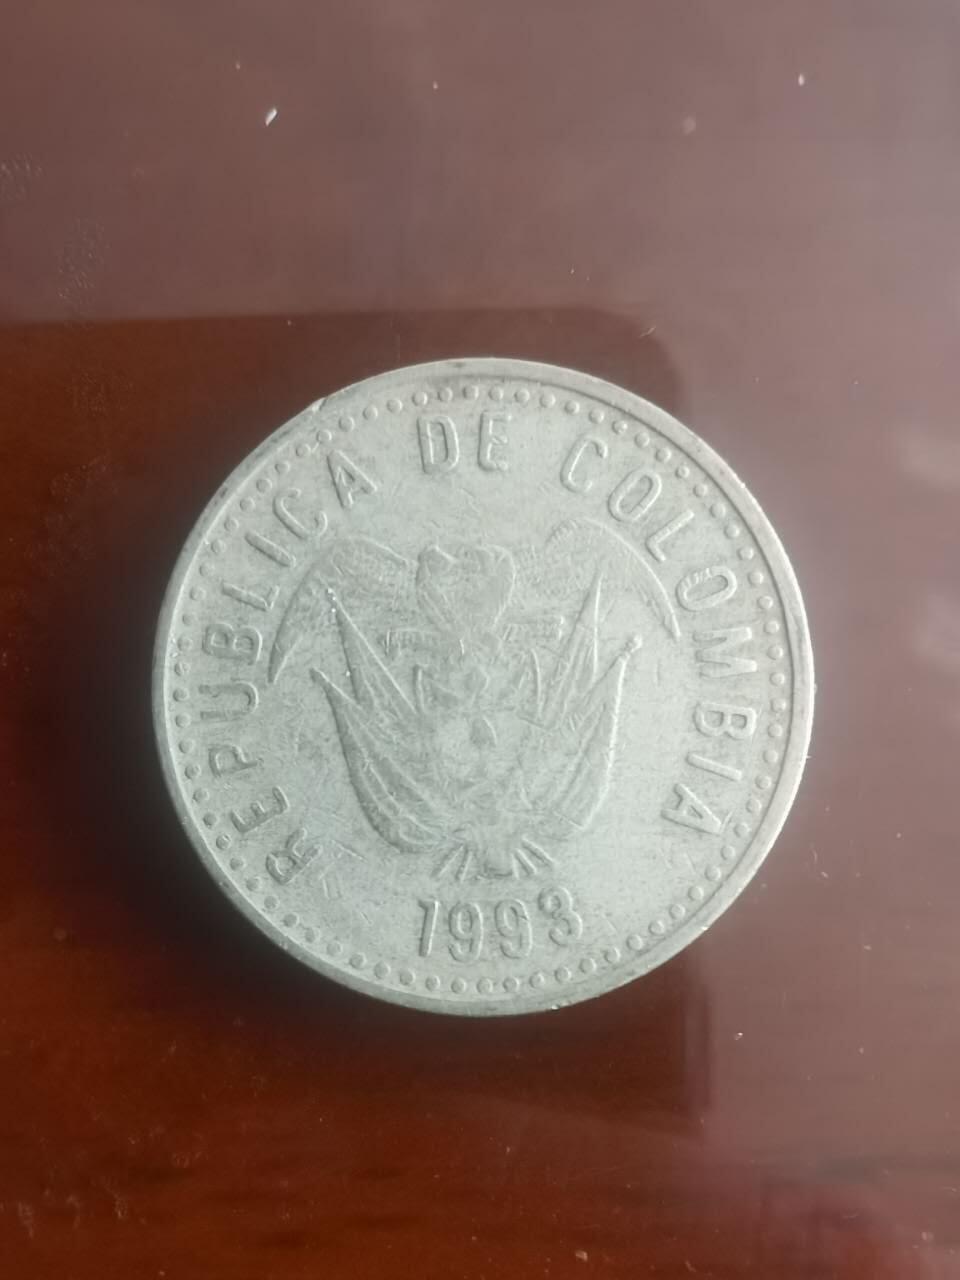 REPUBLICA DE COLOMBIA
1993